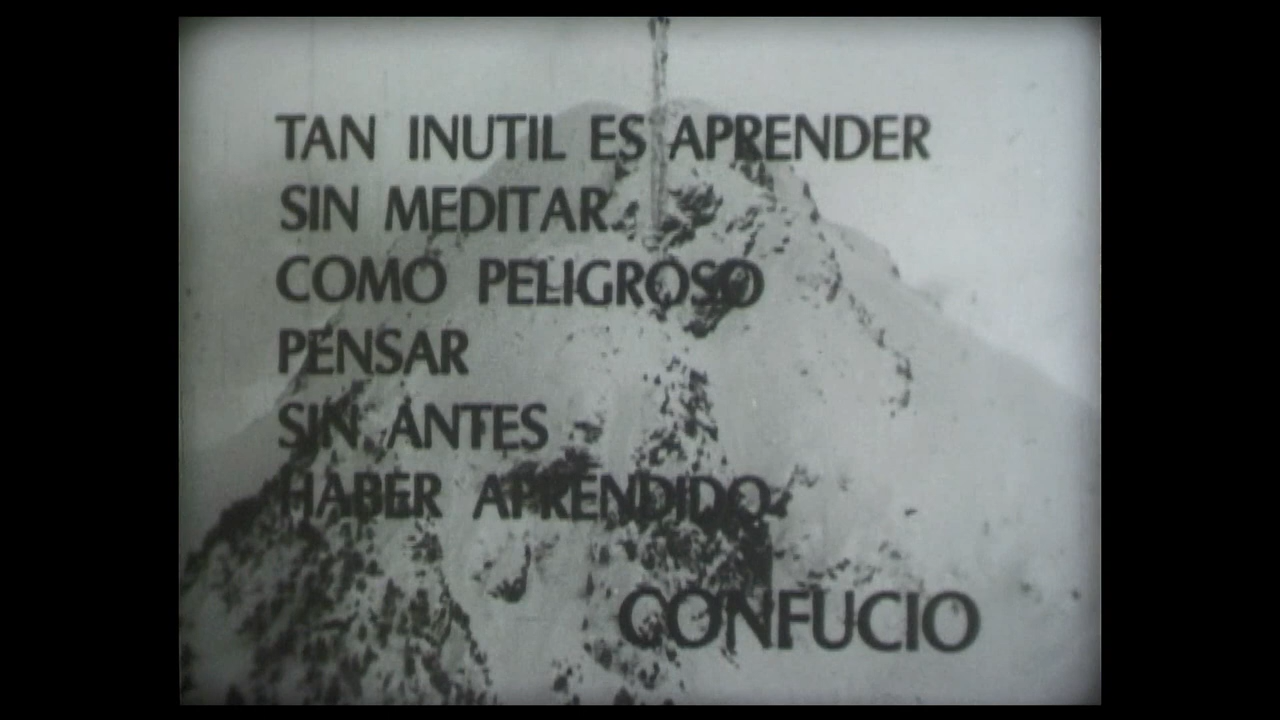 TAN INUTIL ES APRENDER
SIN MEDITAR
COMO PELIGROSO
PENSAR
SIN ANTES
HABER APRENDIDO
CONFUCIO